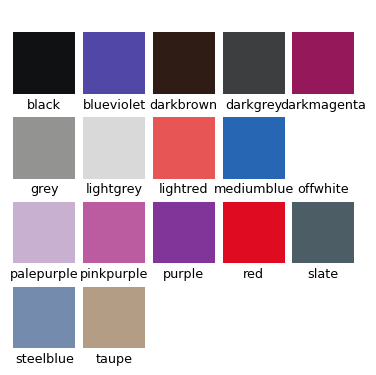 black blueviolet darkbrown darkgrey darkmagenta
grey lightgrey lightred mediumblue offwhite
palepurple pinkpurple purple red slate
steelblue taupe